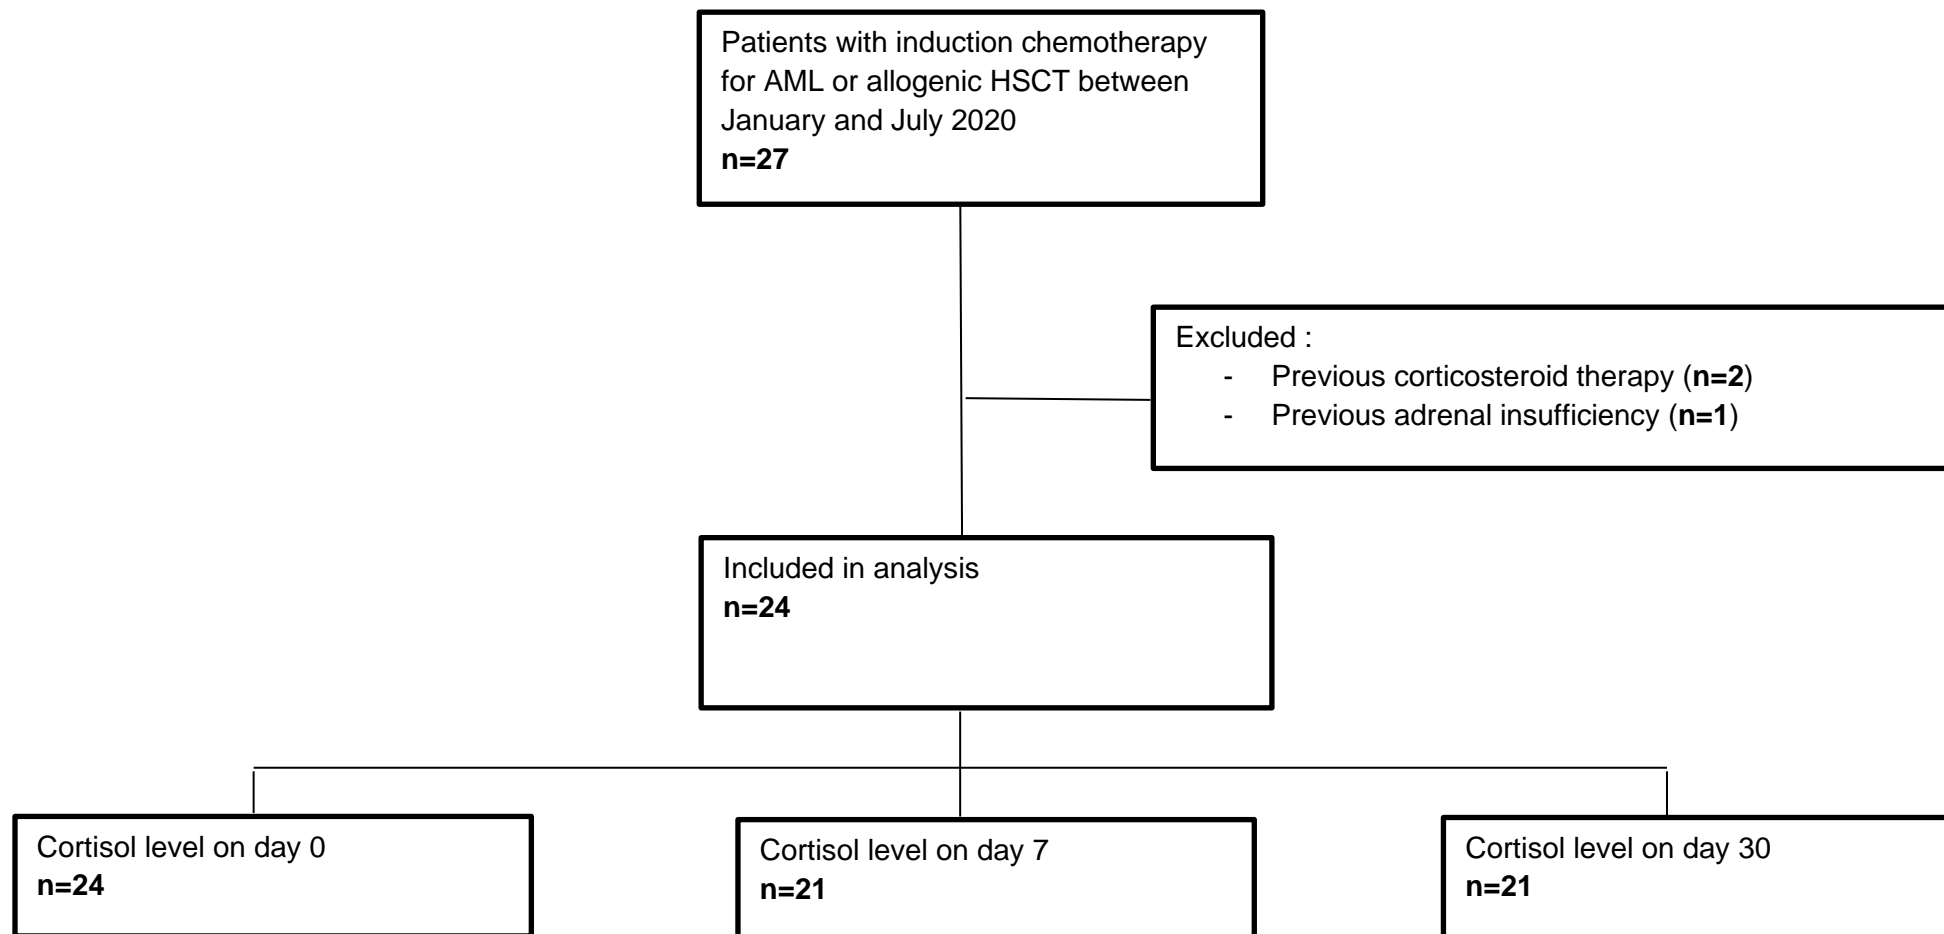 Patients with induction chemotherapy
for AML or allogenic HSCT between
January and July 2020
n=27
Excluded :
- Previous corticosteroid therapy (n=2)
- Previous adrenal insufficiency (n=1)
Included in analysis
n=24
Cortisol level on day 0
n=24
Cortisol level on day 7
n=21
Cortisol level on day 30
n=21